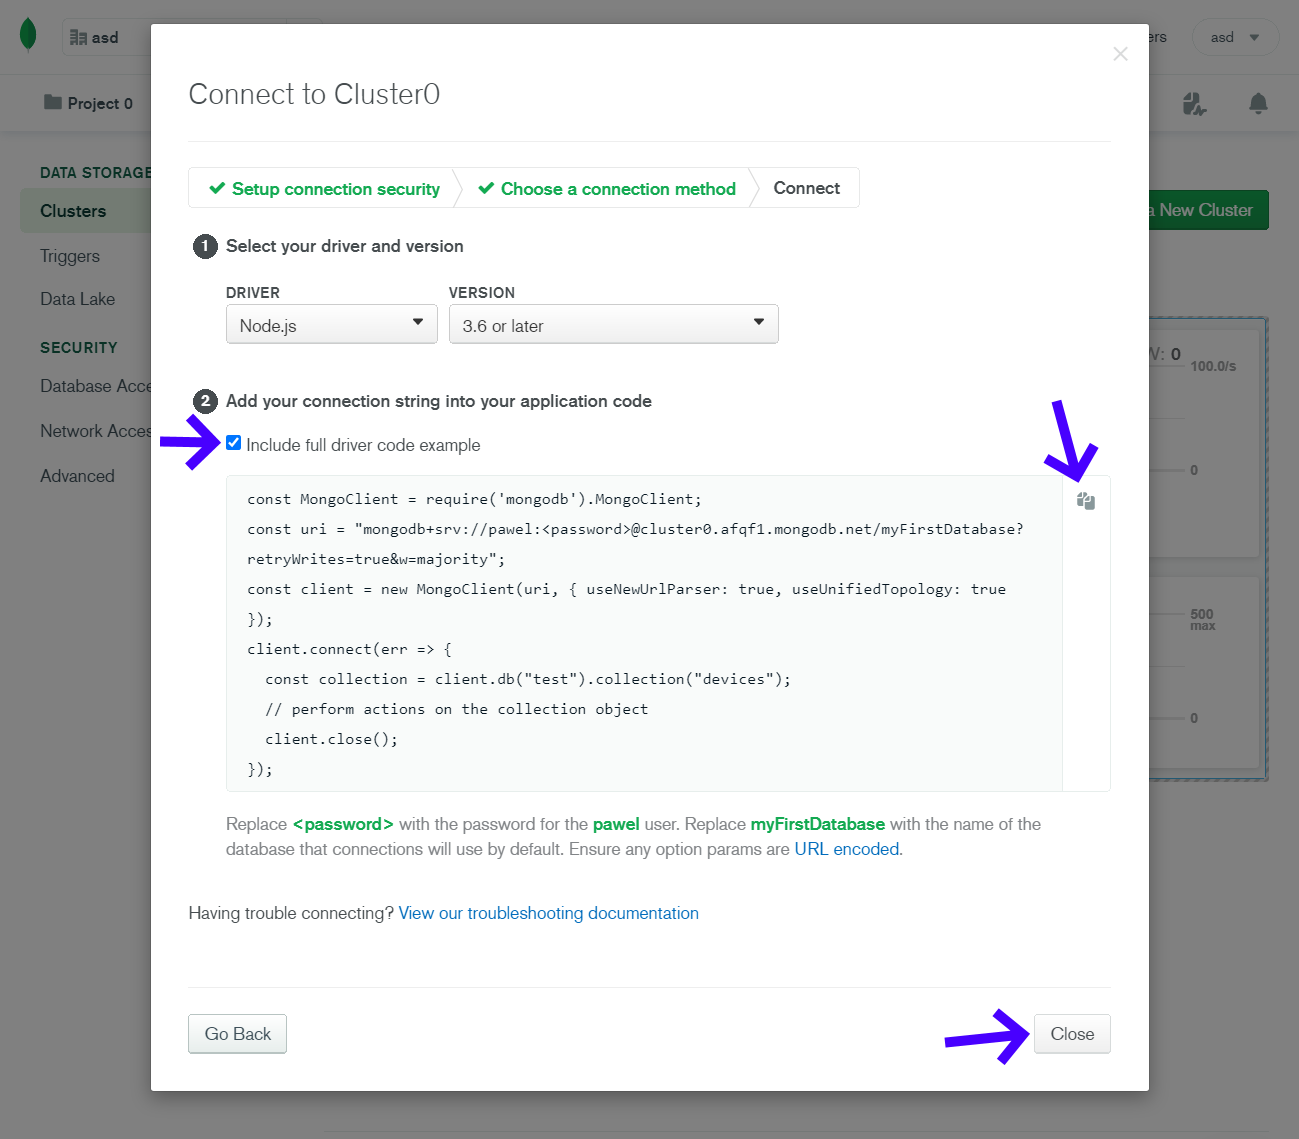 asd
ers
asd
Project 0
DATA STORAGE
Clusters
Triggers
Data Lake
SECURITY
Database Acce
Network Acces
Advanced
a New Cluster
W: 0
100.0/s
0
500
max
0
Connect to Cluster0
Setup connection security
Choose a connection method
Connect
1 Select your driver and version
DRIVER
VERSION
Node.js
3.6 or later
2 Add your connection string into your application code
Include full driver code example
const MongoClient = require('mongodb').MongoClient;
const uri = "mongodb+srv://pawel:<password>@cluster0.afqf1.mongodb.net/myFirstDatabase?
retryWrites=true&w=majority";
const client = new MongoClient(uri, { useNewUrlParser: true, useUnifiedTopology: true
});
client.connect(err => {
  const collection = client.db("test").collection("devices");
  // perform actions on the collection object
  client.close();
});
Replace <password> with the password for the pawel user. Replace myFirstDatabase with the name of the
database that connections will use by default. Ensure any option params are URL encoded.
Having trouble connecting? View our troubleshooting documentation
Go Back
Close